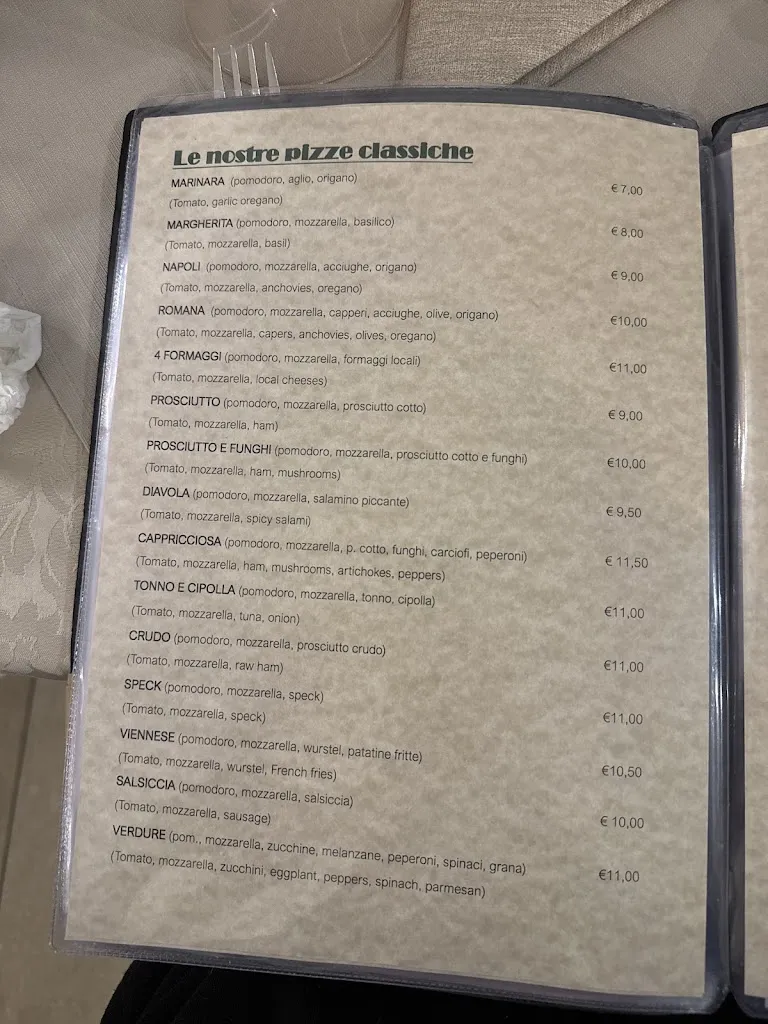 Le nostre pizze classiche
MARINARA (pomodoro, aglio, origano) € 7,00
(Tomato, garlic oregano)
MARGHERITA (pomodoro, mozzarella, basilico) € 8,00
(Tomato, mozzarella, basil)
NAPOLI (pomodoro, mozzarella, acciughe, origano) € 9,00
(Tomato, mozzarella, anchovies, oregano)
ROMANA (pomodoro, mozzarella, capperi, acciughe, olive, origano) €10,00
(Tomato, mozzarella, capers, anchovies, olives, oregano)
4 FORMAGGI (pomodoro, mozzarella, formaggi locali) €11,00
(Tomato, mozzarella, local cheeses)
PROSCIUTTO (pomodoro, mozzarella, prosciutto cotto) € 9,00
(Tomato, mozzarella, ham)
PROSCIUTTO E FUNGHI (pomodoro, mozzarella, prosciutto cotto e funghi) €10,00
(Tomato, mozzarella, ham, mushrooms)
DIAVOLA (pomodoro, mozzarella, salamino piccante) € 9,50
(Tomato, mozzarella, spicy salami)
CAPPRICCIOSA (pomodoro, mozzarella, p. cotto, funghi, carciofi, peperoni) € 11,50
(Tomato, mozzarella, ham, mushrooms, artichokes, peppers)
TONNO E CIPOLLA (pomodoro, mozzarella, tonno, cipolla) €11,00
(Tomato, mozzarella, tuna, onion)
CRUDO (pomodoro, mozzarella, prosciutto crudo) €11,00
(Tomato, mozzarella, raw ham)
SPECK (pomodoro, mozzarella, speck) €11,00
(Tomato, mozzarella, speck)
VIENNESE (pomodoro, mozzarella, wurstel, patatine fritte) €10,50
(Tomato, mozzarella, wurstel, French fries)
SALSICCIA (pomodoro, mozzarella, salsiccia) € 10,00
(Tomato, mozzarella, sausage)
VERDURE (pom., mozzarella, zucchine, melanzane, peperoni, spinaci, grana) €11,00
(Tomato, mozzarella, zucchini, eggplant, peppers, spinach, parmesan)